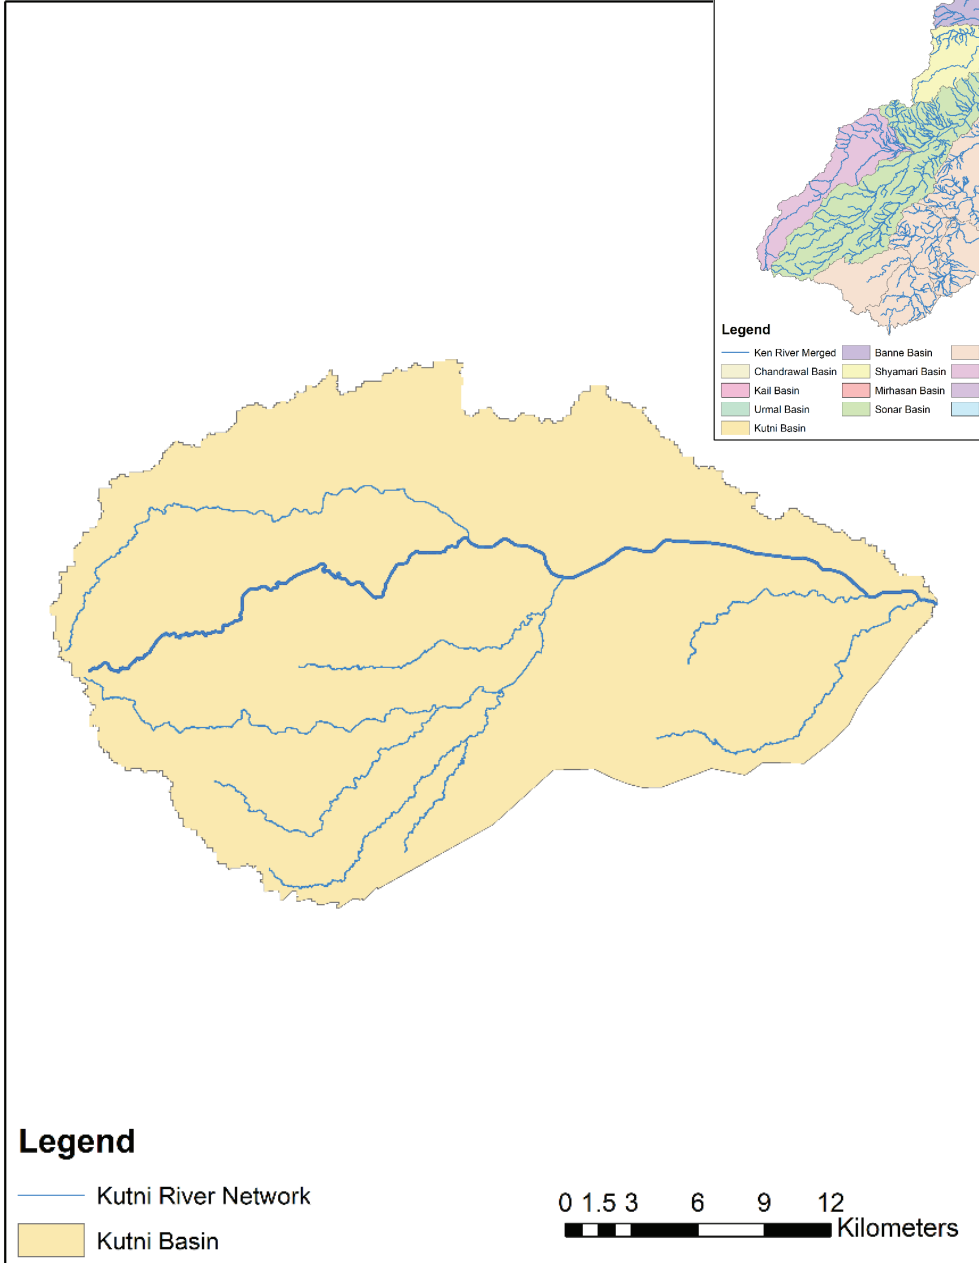 Legend
Ken River Merged Banne Basin
Chandrawal Basin Shyamari Basin
Kail Basin Mirhasan Basin
Urmal Basin Sonar Basin
Kutni Basin
Legend
Kutni River Network
Kutni Basin
0 1.5 3 6 9 12
Kilometers